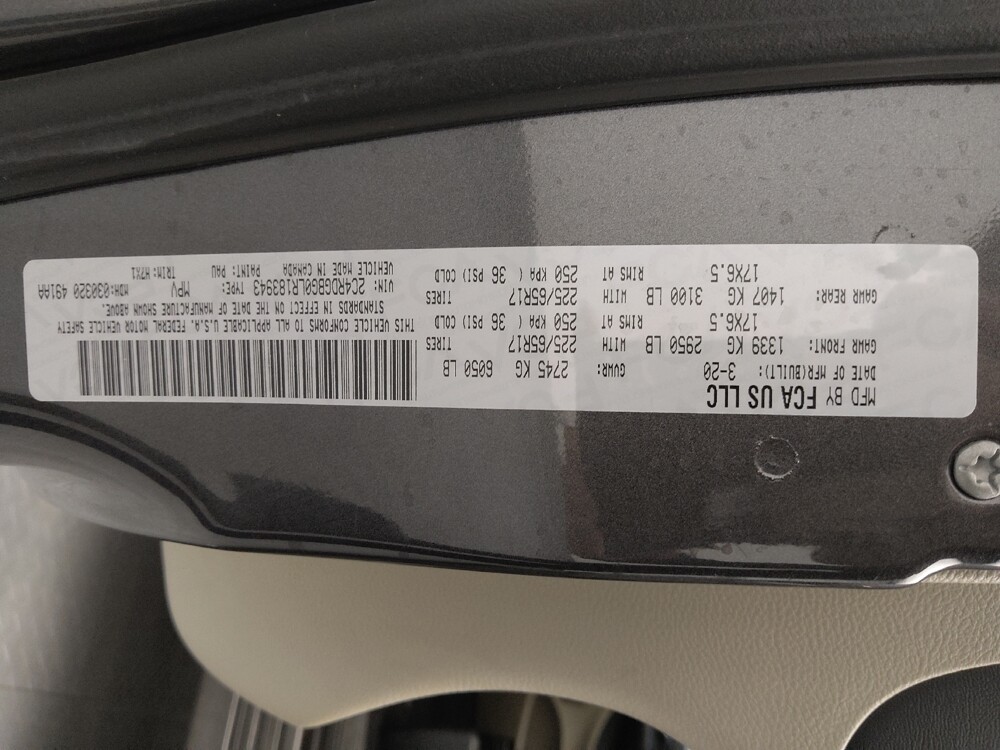 MFD BY FCA US LLC
DATE OF MFR(BUILT): 3-20 GVWR: 2745 KG 6050 LB
GAWR FRONT: 1339 KG 2950 LB WITH 225/65R17 TIRES
17X6.5 RIMS AT 250 KPA ( 36 PSI) COLD
GAWR REAR: 1407 KG 3100 LB WITH 225/65R17 TIRES
17X6.5 RIMS AT 250 KPA ( 36 PSI) COLD
THIS VEHICLE CONFORMS TO ALL APPLICABLE U.S.A. FEDERAL MOTOR VEHICLE SAFETY
STANDARDS IN EFFECT ON THE DATE OF MANUFACTURE SHOWN ABOVE.
VIN: 2C4RDGBG6LR183943 MPV MDH:030320 491AA
VEHICLE MADE IN CANADA PAINT: PAU TRIM: H7X1